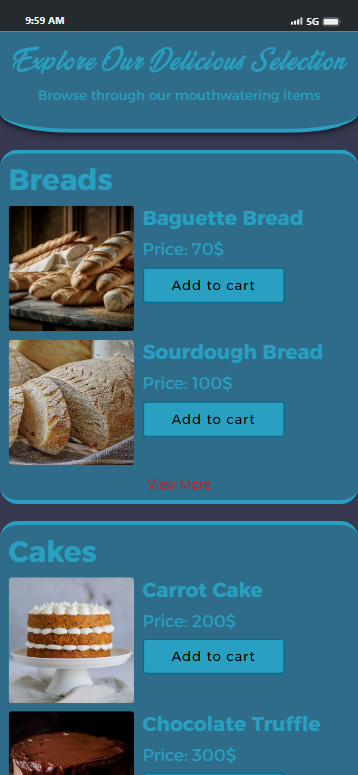 9:59 AM
5G
Explore Our Delicious Selection
Browse through our mouthwatering items
Breads
Baguette Bread
Price: 70$
Add to cart
Sourdough Bread
Price: 100$
Add to cart
View More
Cakes
Carrot Cake
Price: 200$
Add to cart
Chocolate Truffle
Price: 300$